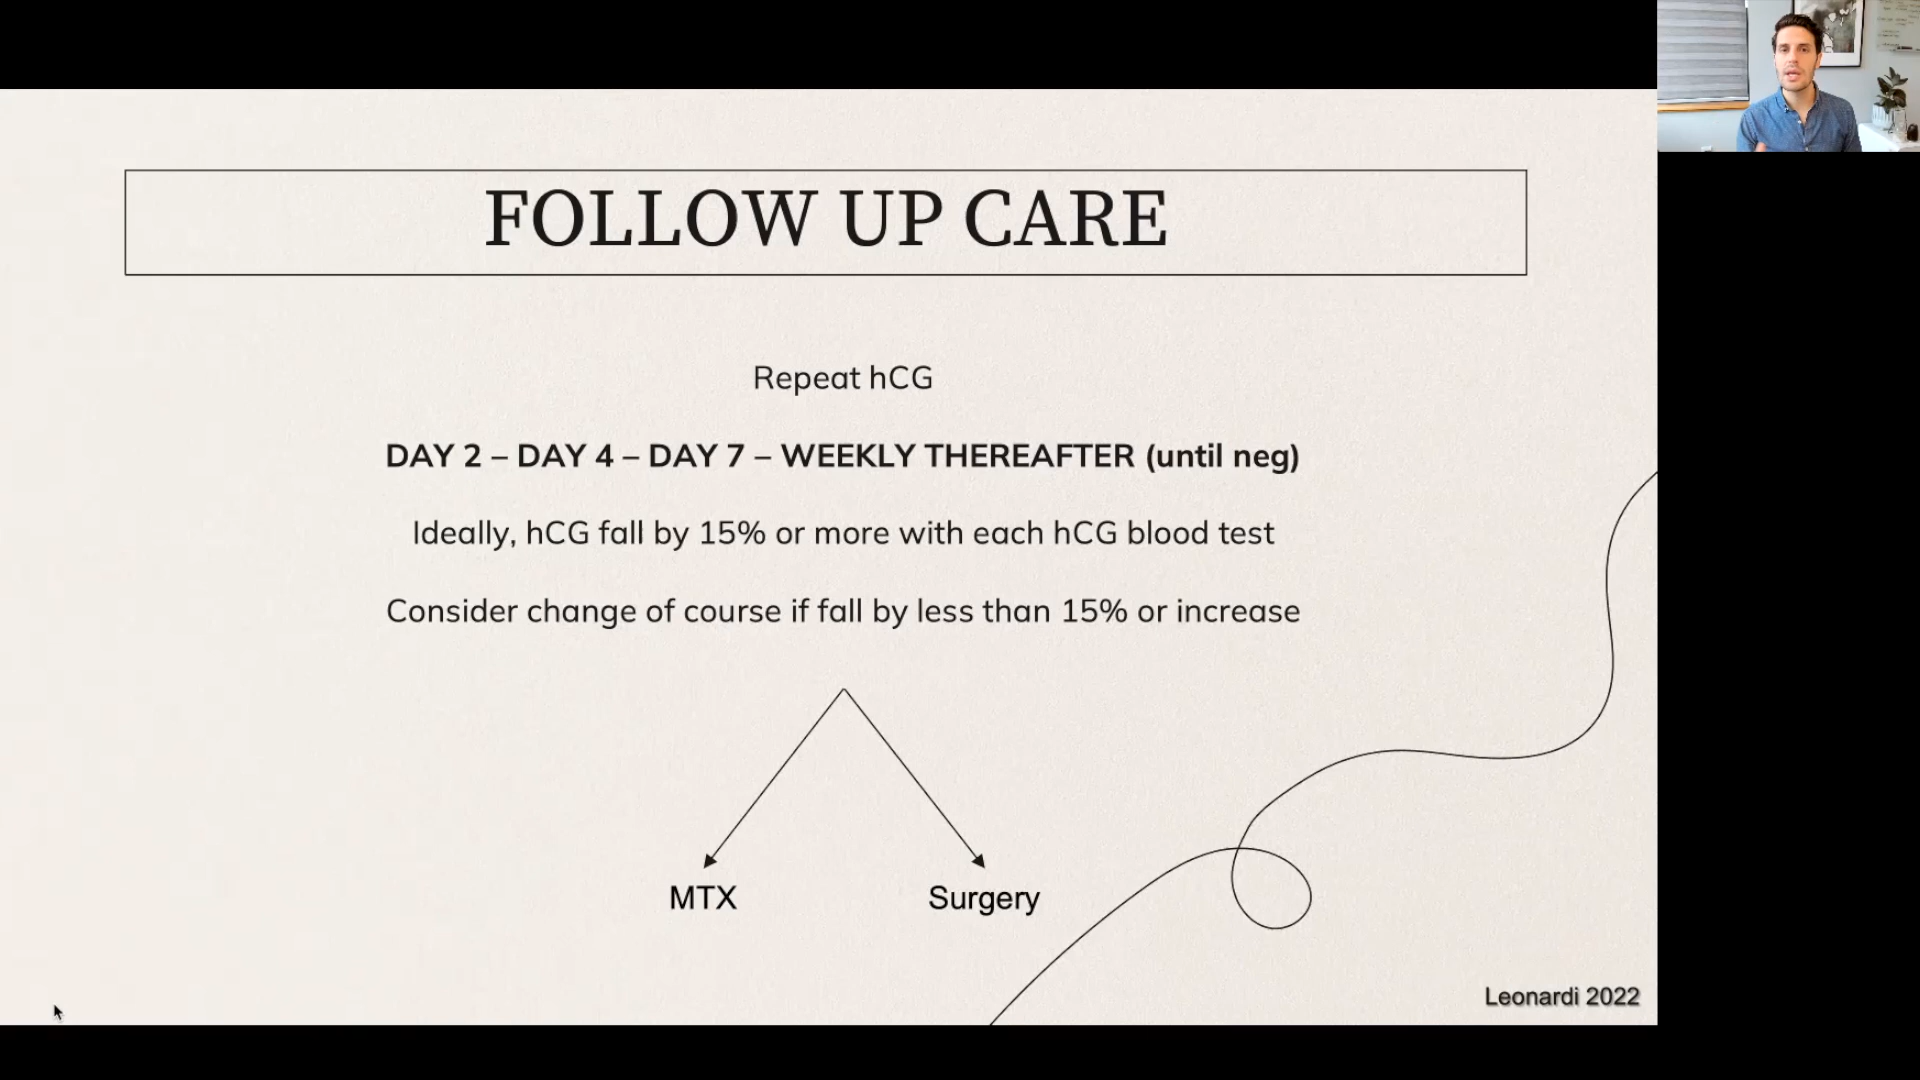 FOLLOW UP CARE
Repeat hCG
DAY 2 – DAY 4 – DAY 7 – WEEKLY THEREAFTER (until neg)
Ideally, hCG fall by 15% or more with each hCG blood test
Consider change of course if fall by less than 15% or increase
MTX
Surgery
Leonardi 2022